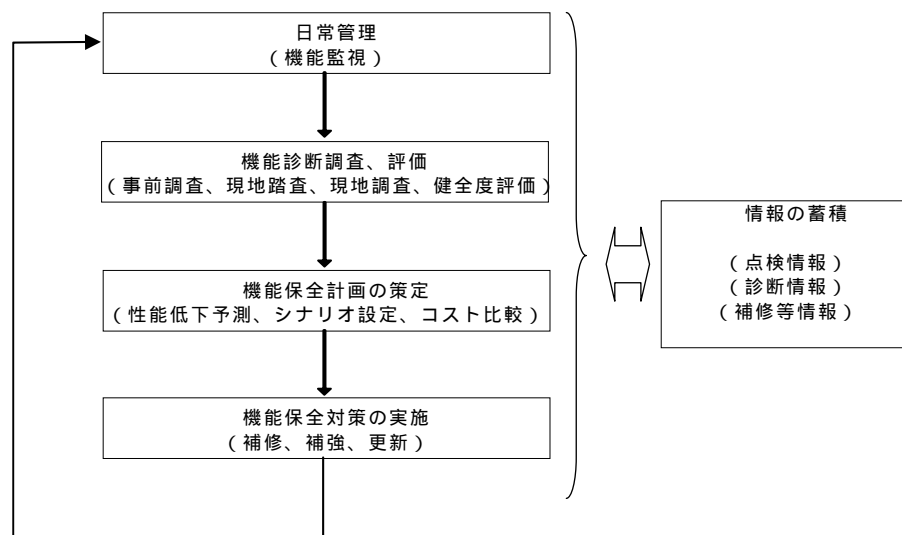 日常管理
（機能監視）
機能診断調査、評価
（事前調査、現地踏査、現地調査、健全度評価）
機能保全計画の策定
（性能低下予測、シナリオ設定、コスト比較）
機能保全対策の実施
（補修、補強、更新）
情報の蓄積
（点検情報）
（診断情報）
（補修等情報）